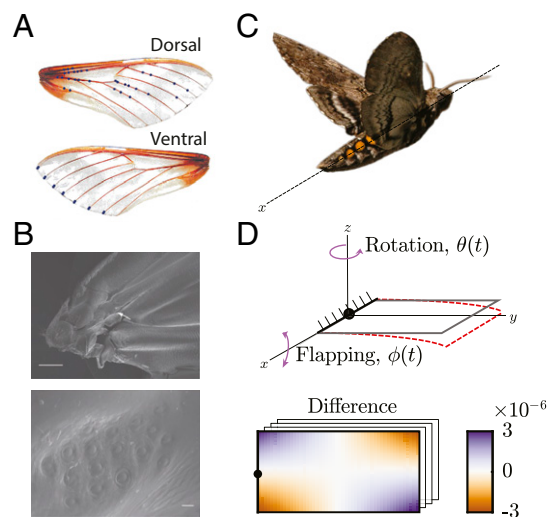 A
Dorsal
Ventral
B
C
x
D
z
Rotation, θ(t)
y
x
Flapping, ϕ(t)
Difference
×10⁻⁶
3
0
-3